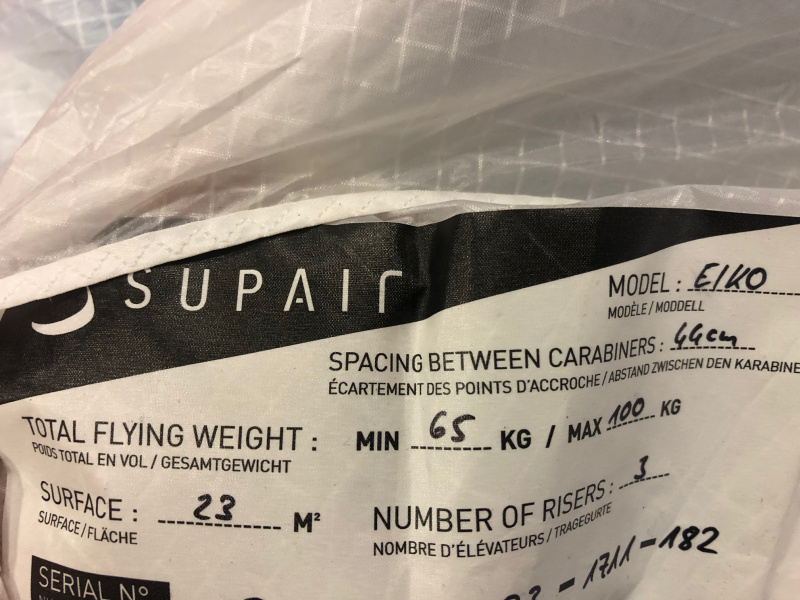 SUPAIR
MODEL : EIKO
MODÈLE / MODDELL
SPACING BETWEEN CARABINERS : 44cm
ÉCARTEMENT DES POINTS D'ACCROCHE / ABSTAND ZWISCHEN DEN KARABINE
TOTAL FLYING WEIGHT : MIN 65 KG / MAX 100 KG
POIDS TOTAL EN VOL / GESAMTGEWICHT
SURFACE : 23 M²
SURFACE / FLÄCHE
NUMBER OF RISERS : 3
NOMBRE D'ÉLÉVATEURS / TRAGEGURTE
SERIAL N° - 1711 - 182